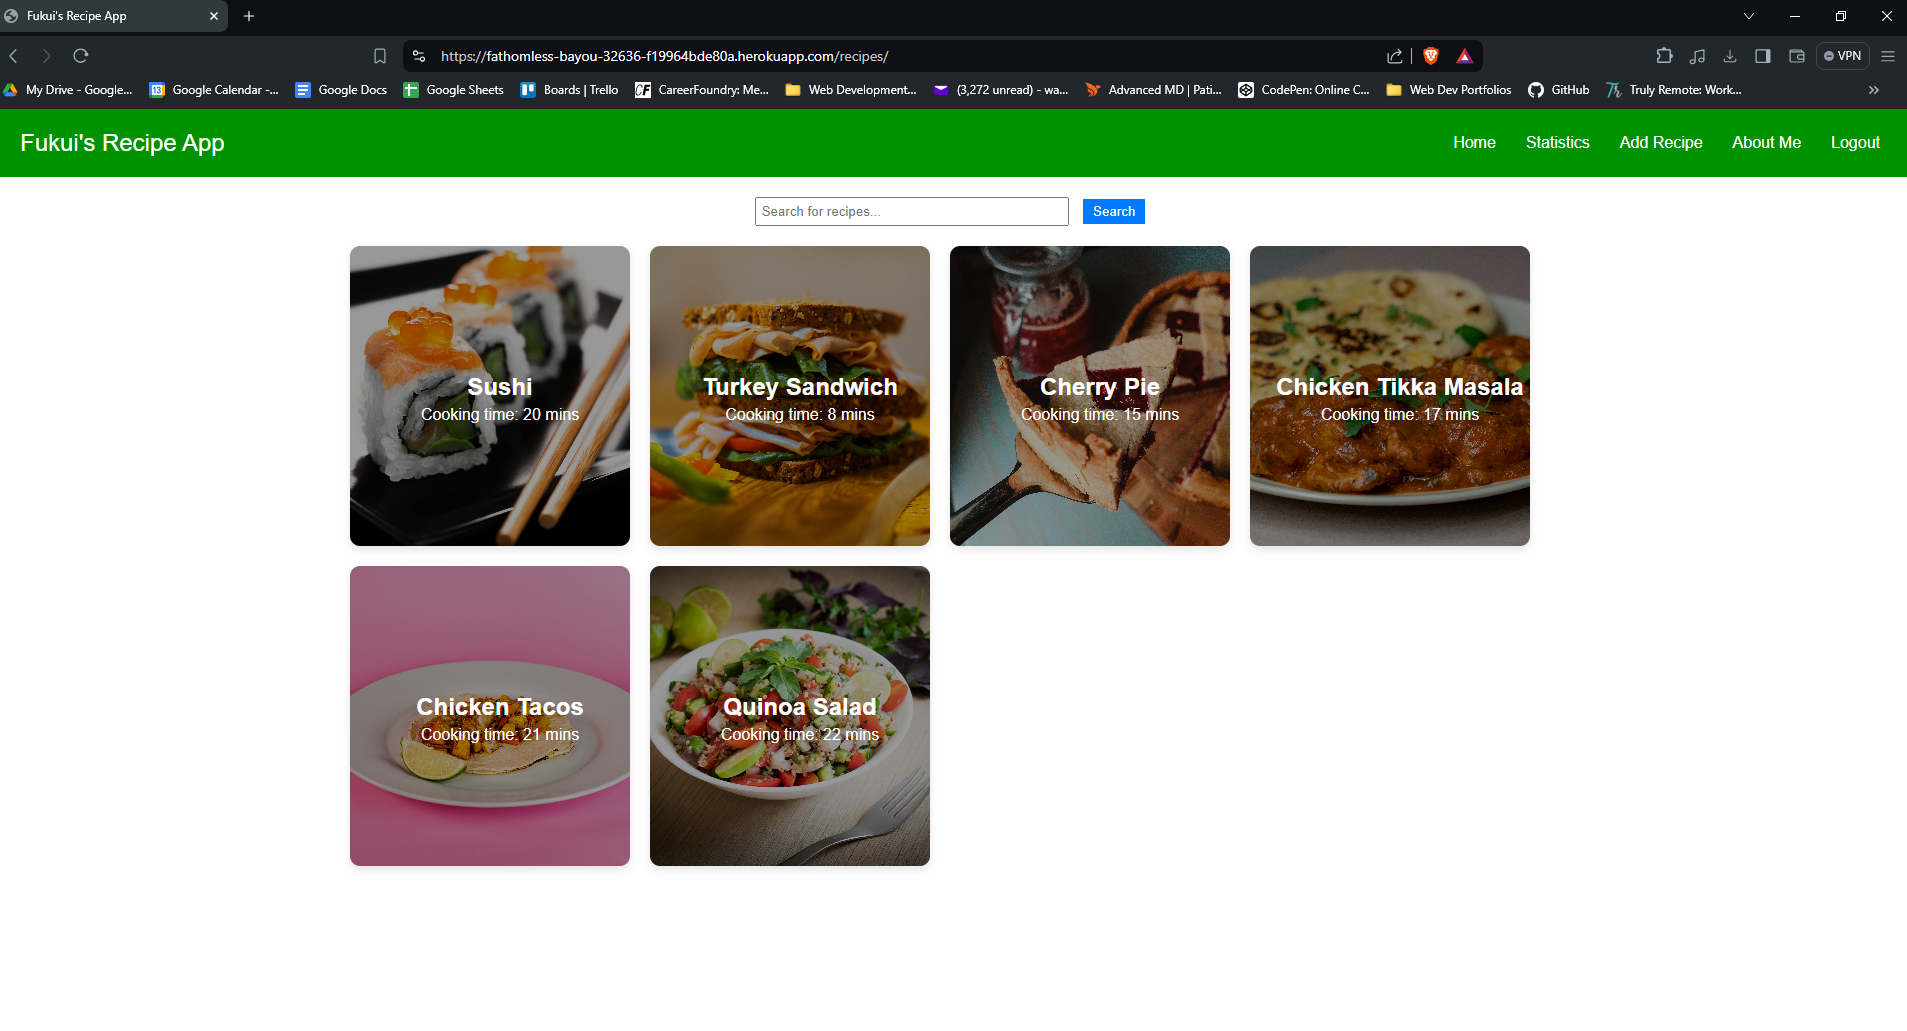 Fukui's Recipe App
https://fathomless-bayou-32636-f19964bde80a.herokuapp.com/recipes/
VPN
My Drive - Google... 13 Google Calendar -... Google Docs Google Sheets Boards | Trello CF CareerFoundry: Me... Web Development... (3,272 unread) - wa... Advanced MD | Pati... CodePen: Online C... Web Dev Portfolios GitHub Truly Remote: Work...
Fukui's Recipe App
Home Statistics Add Recipe About Me Logout
Search for recipes... Search
Sushi
Cooking time: 20 mins
Turkey Sandwich
Cooking time: 8 mins
Cherry Pie
Cooking time: 15 mins
Chicken Tikka Masala
Cooking time: 17 mins
Chicken Tacos
Cooking time: 21 mins
Quinoa Salad
Cooking time: 22 mins